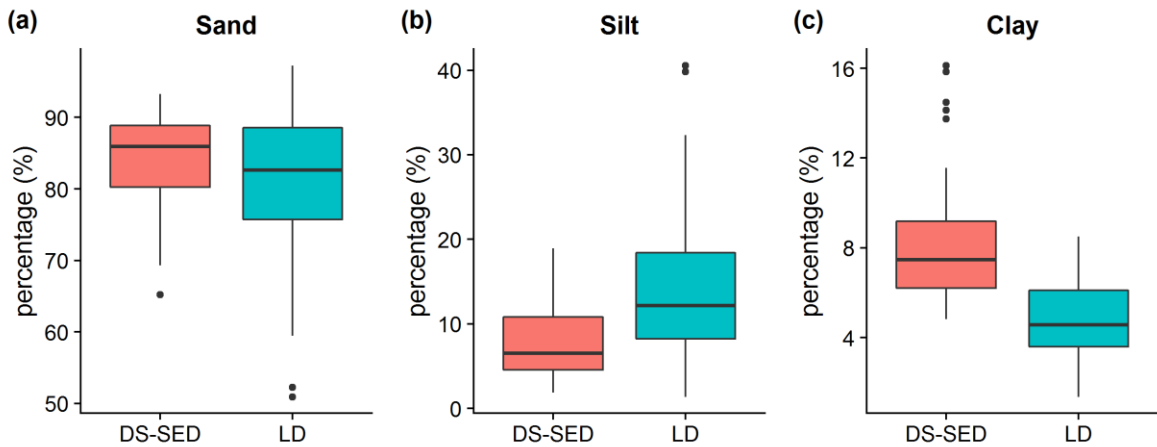 (a) Sand
percentage (%)
90
80
70
60
50
DS-SED LD
(b) Silt
percentage (%)
40
30
20
10
0
DS-SED LD
(c) Clay
percentage (%)
16
12
8
4
DS-SED LD